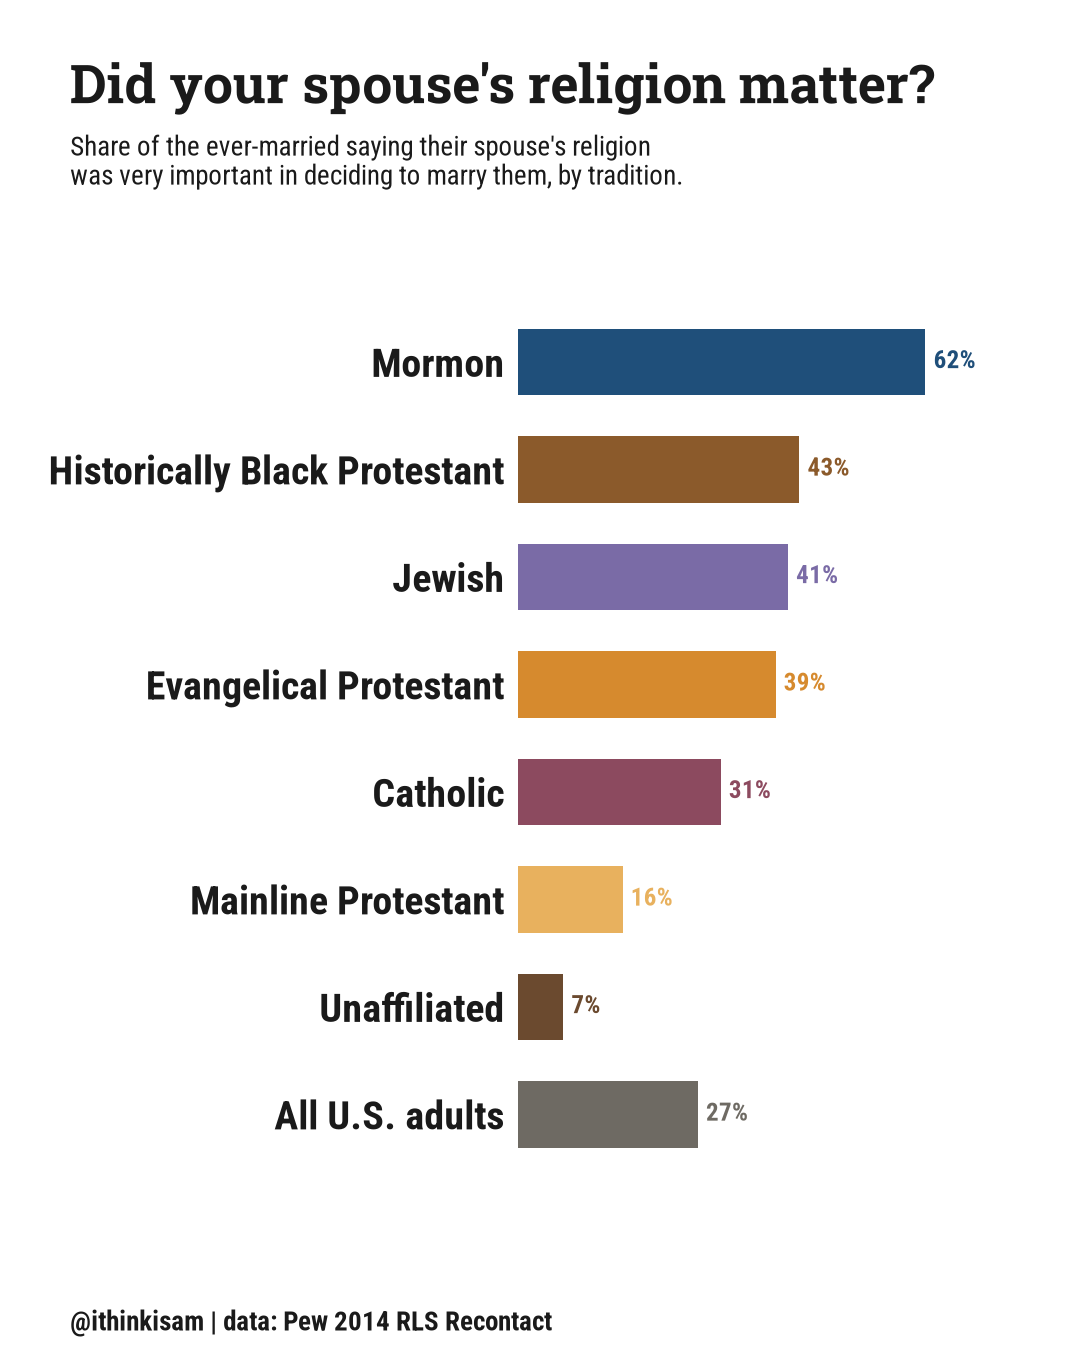 Did your spouse's religion matter?
Share of the ever-married saying their spouse's religion
was very important in deciding to marry them, by tradition.
Mormon 62%
Historically Black Protestant 43%
Jewish 41%
Evangelical Protestant 39%
Catholic 31%
Mainline Protestant 16%
Unaffiliated 7%
All U.S. adults 27%
@ithinkisam | data: Pew 2014 RLS Recontact